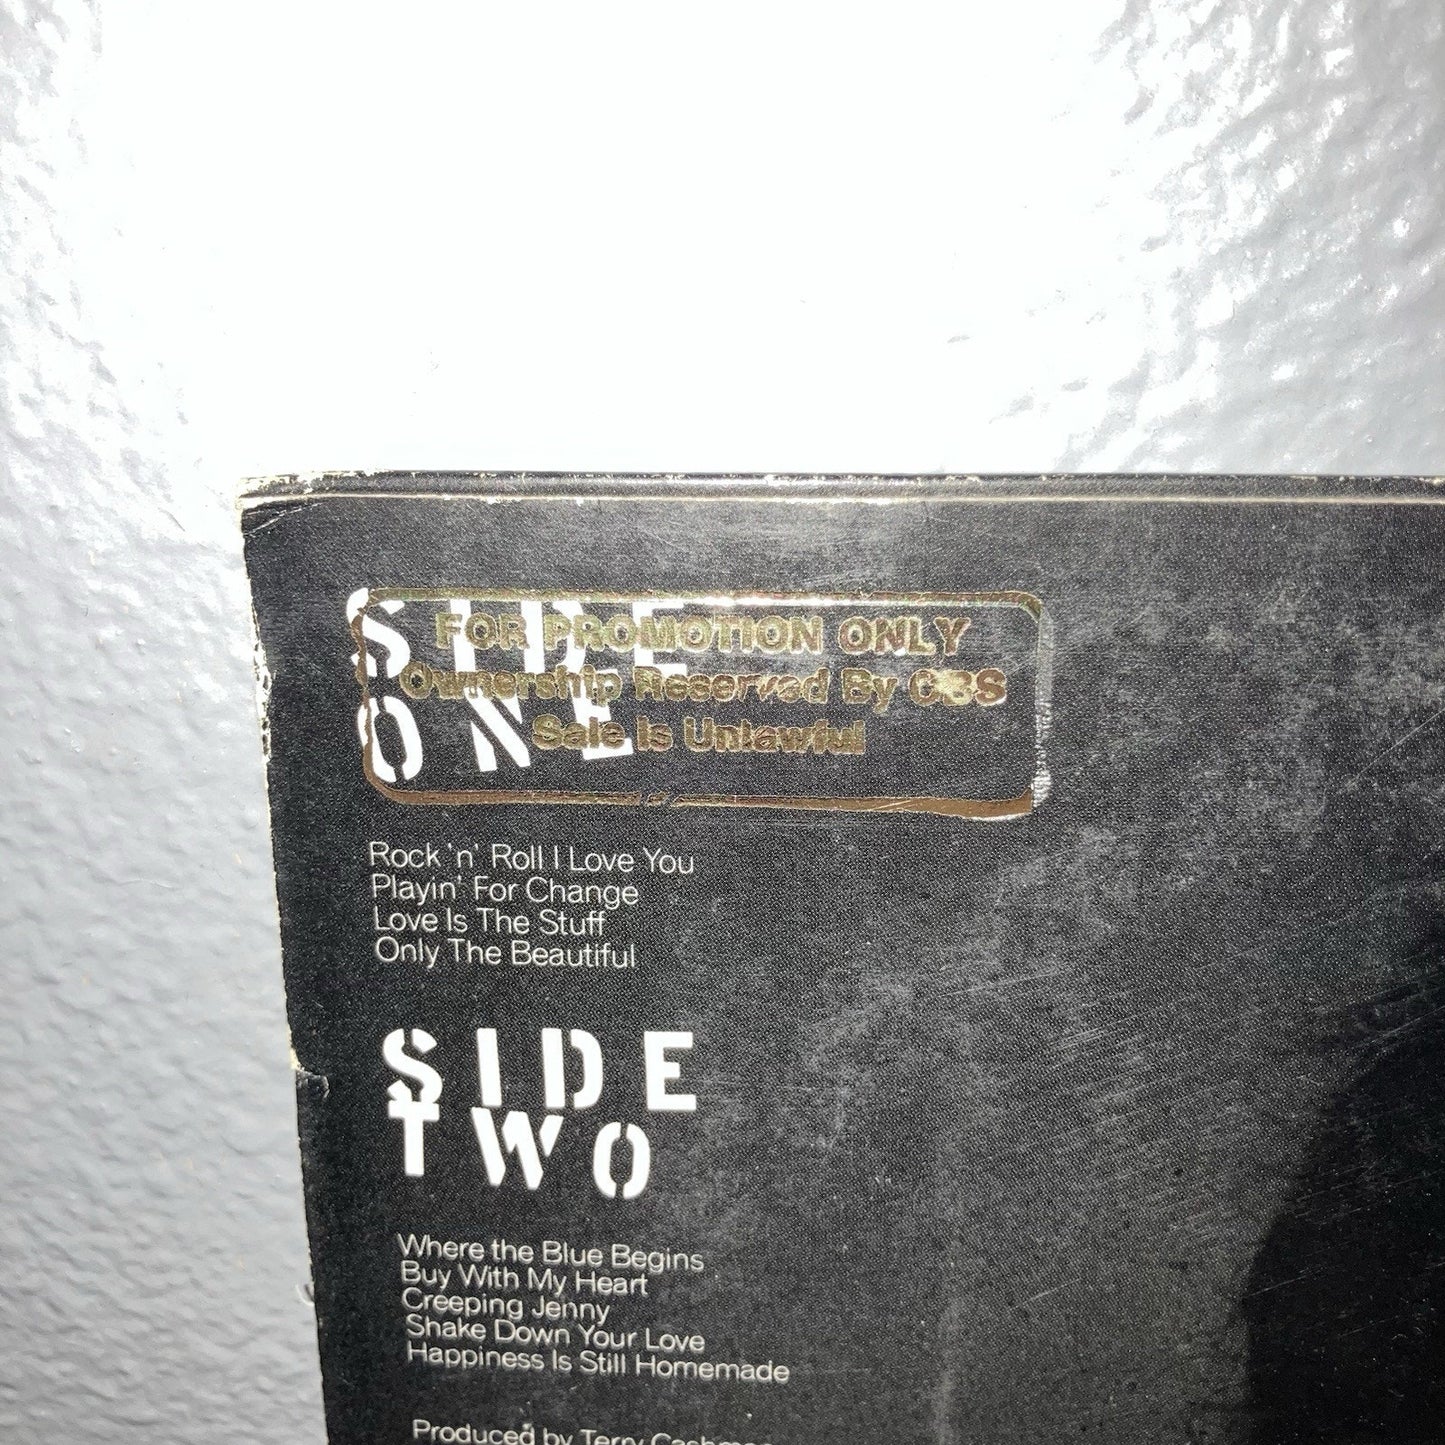 SIDE
ONE
FOR PROMOTION ONLY
Ownership Reserved By CBS
Sale Is Unlawful
Rock 'n' Roll I Love You
Playin' For Change
Love Is The Stuff
Only The Beautiful
SIDE
TWO
Where the Blue Begins
Buy With My Heart
Creeping Jenny
Shake Down Your Love
Happiness Is Still Homemade
Produced by Terry Cashman